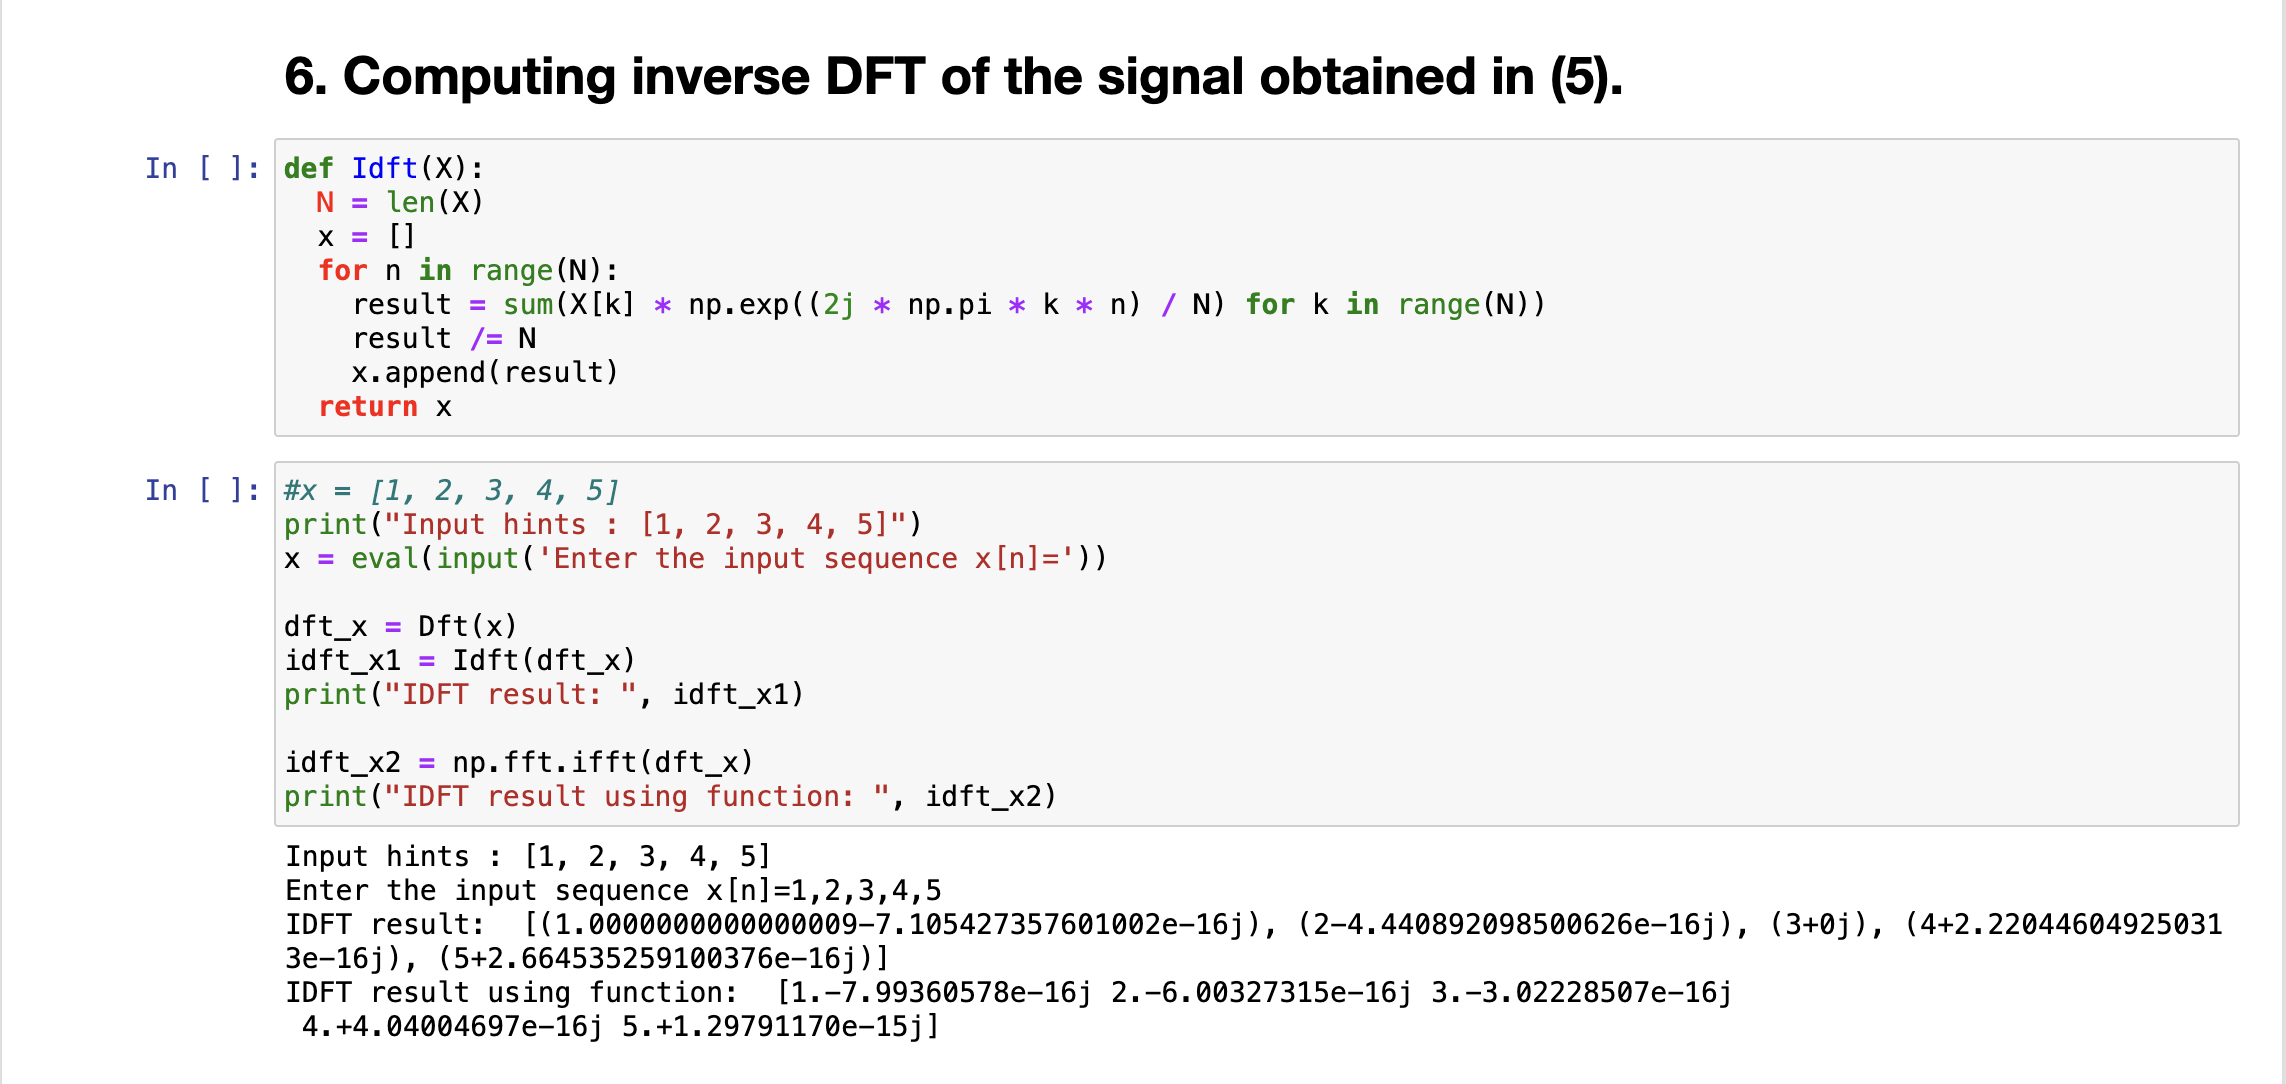 6. Computing inverse DFT of the signal obtained in (5).
In [ ]:
def Idft(X):
  N = len(X)
  x = []
  for n in range(N):
    result = sum(X[k] * np.exp((2j * np.pi * k * n) / N) for k in range(N))
    result /= N
    x.append(result)
  return x
In [ ]:
#x = [1, 2, 3, 4, 5]
print("Input hints : [1, 2, 3, 4, 5]")
x = eval(input('Enter the input sequence x[n]='))
dft_x = Dft(x)
idft_x1 = Idft(dft_x)
print("IDFT result: ", idft_x1)
idft_x2 = np.fft.ifft(dft_x)
print("IDFT result using function: ", idft_x2)
Input hints : [1, 2, 3, 4, 5]
Enter the input sequence x[n]=1,2,3,4,5
IDFT result:  [(1.0000000000000009-7.105427357601002e-16j), (2-4.440892098500626e-16j), (3+0j), (4+2.22044604925031
3e-16j), (5+2.664535259100376e-16j)]
IDFT result using function:  [1.-7.99360578e-16j 2.-6.00327315e-16j 3.-3.02228507e-16j
 4.+4.04004697e-16j 5.+1.29791170e-15j]